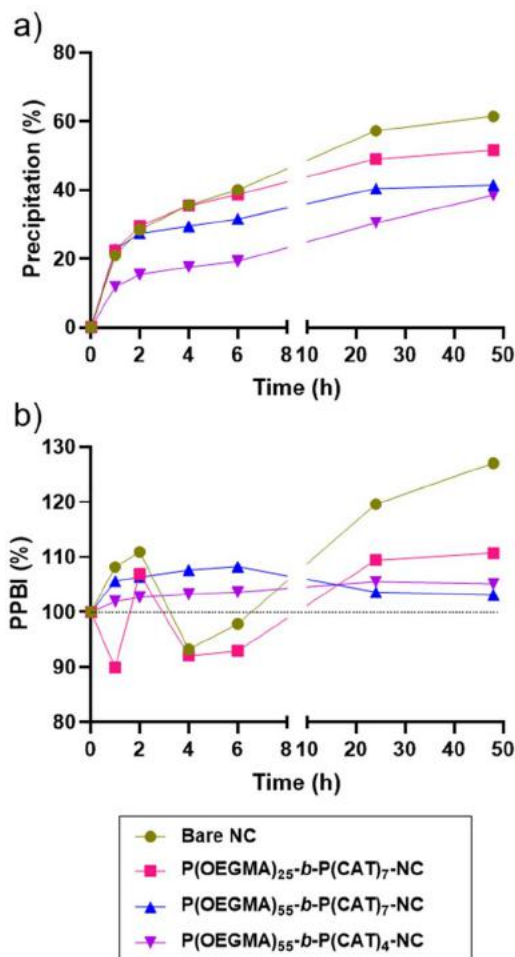 a)
80
60
40
20
0
Precipitation (%)
0 2 4 6 8 10 20 30 40 50
Time (h)
b)
130
120
110
100
90
80
PPBI (%)
0 2 4 6 8 10 20 30 40 50
Time (h)
Bare NC
P(OEGMA)₂₅-b-P(CAT)₇-NC
P(OEGMA)₅₅-b-P(CAT)₇-NC
P(OEGMA)₅₅-b-P(CAT)₄-NC